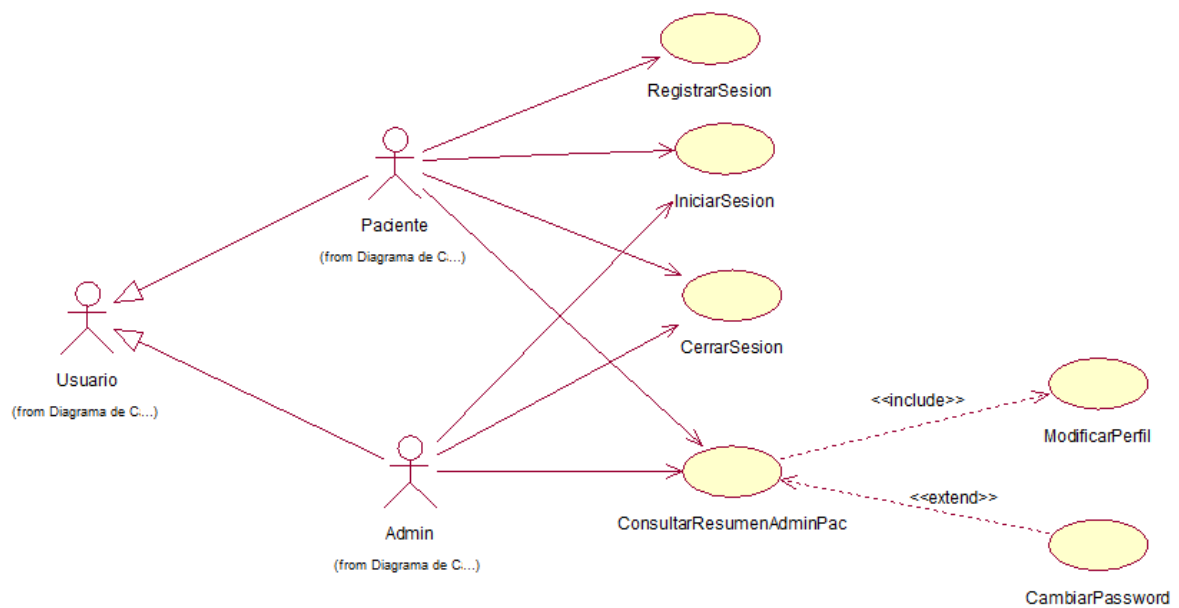 RegistrarSesion
IniciarSesion
Paciente
(from Diagrama de C...)
CerrarSesion
Usuario
(from Diagrama de C...)
<<include>>
ModificarPerfil
<<extend>>
ConsultarResumenAdminPac
Admin
(from Diagrama de C...)
CambiarPassword